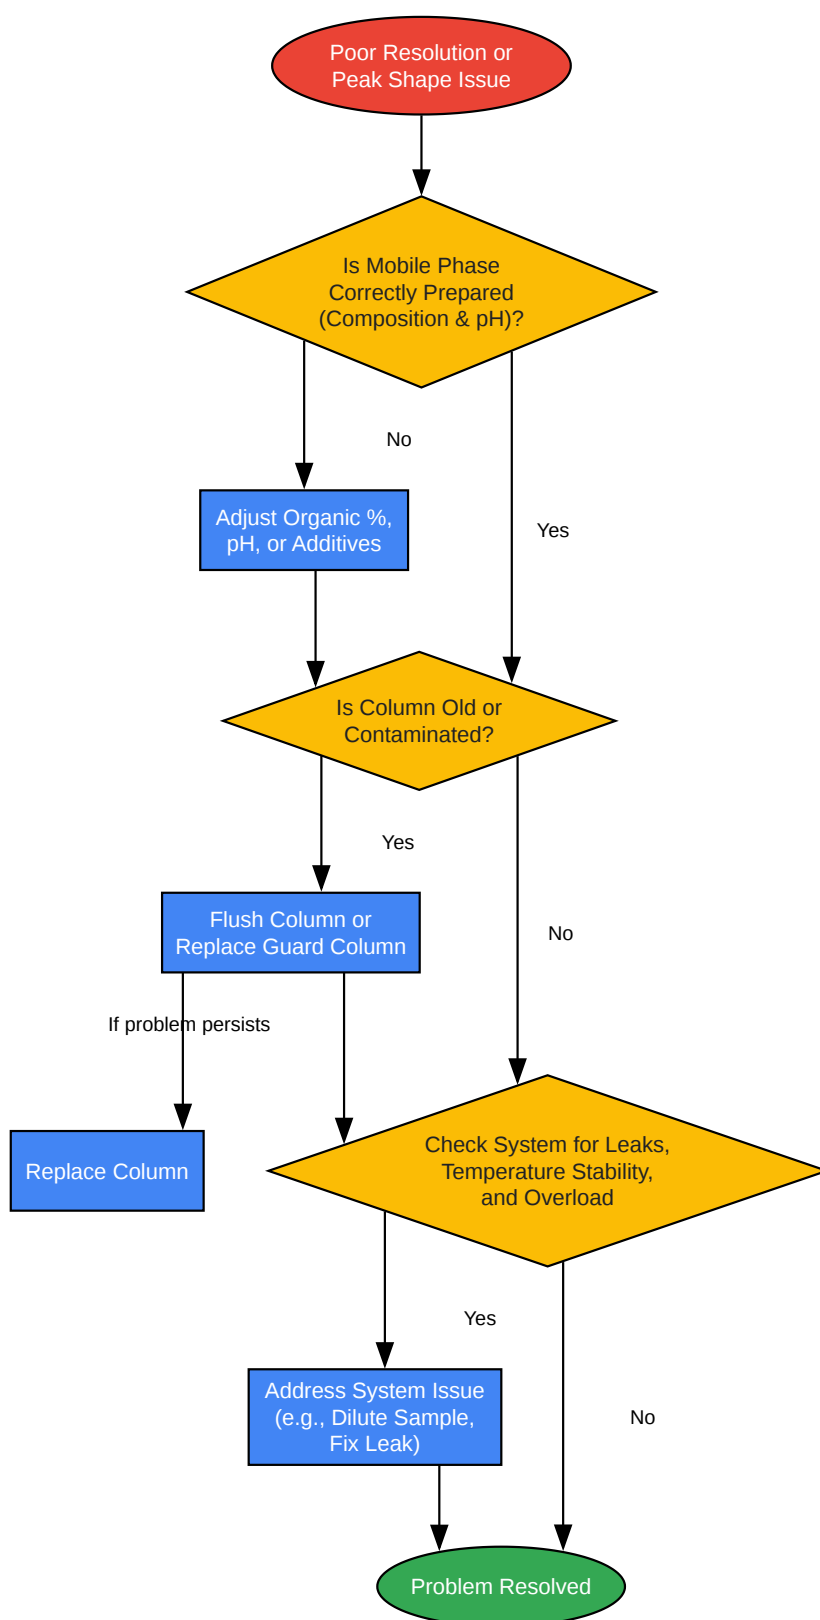 Poor Resolution or
Peak Shape Issue
Is Mobile Phase
Correctly Prepared
(Composition & pH)?
No
Adjust Organic %,
pH, or Additives
Yes
Is Column Old or
Contaminated?
Yes
Flush Column or
Replace Guard Column
No
If problem persists
Replace Column
Check System for Leaks,
Temperature Stability,
and Overload
Yes
Address System Issue
(e.g., Dilute Sample,
Fix Leak)
No
Problem Resolved